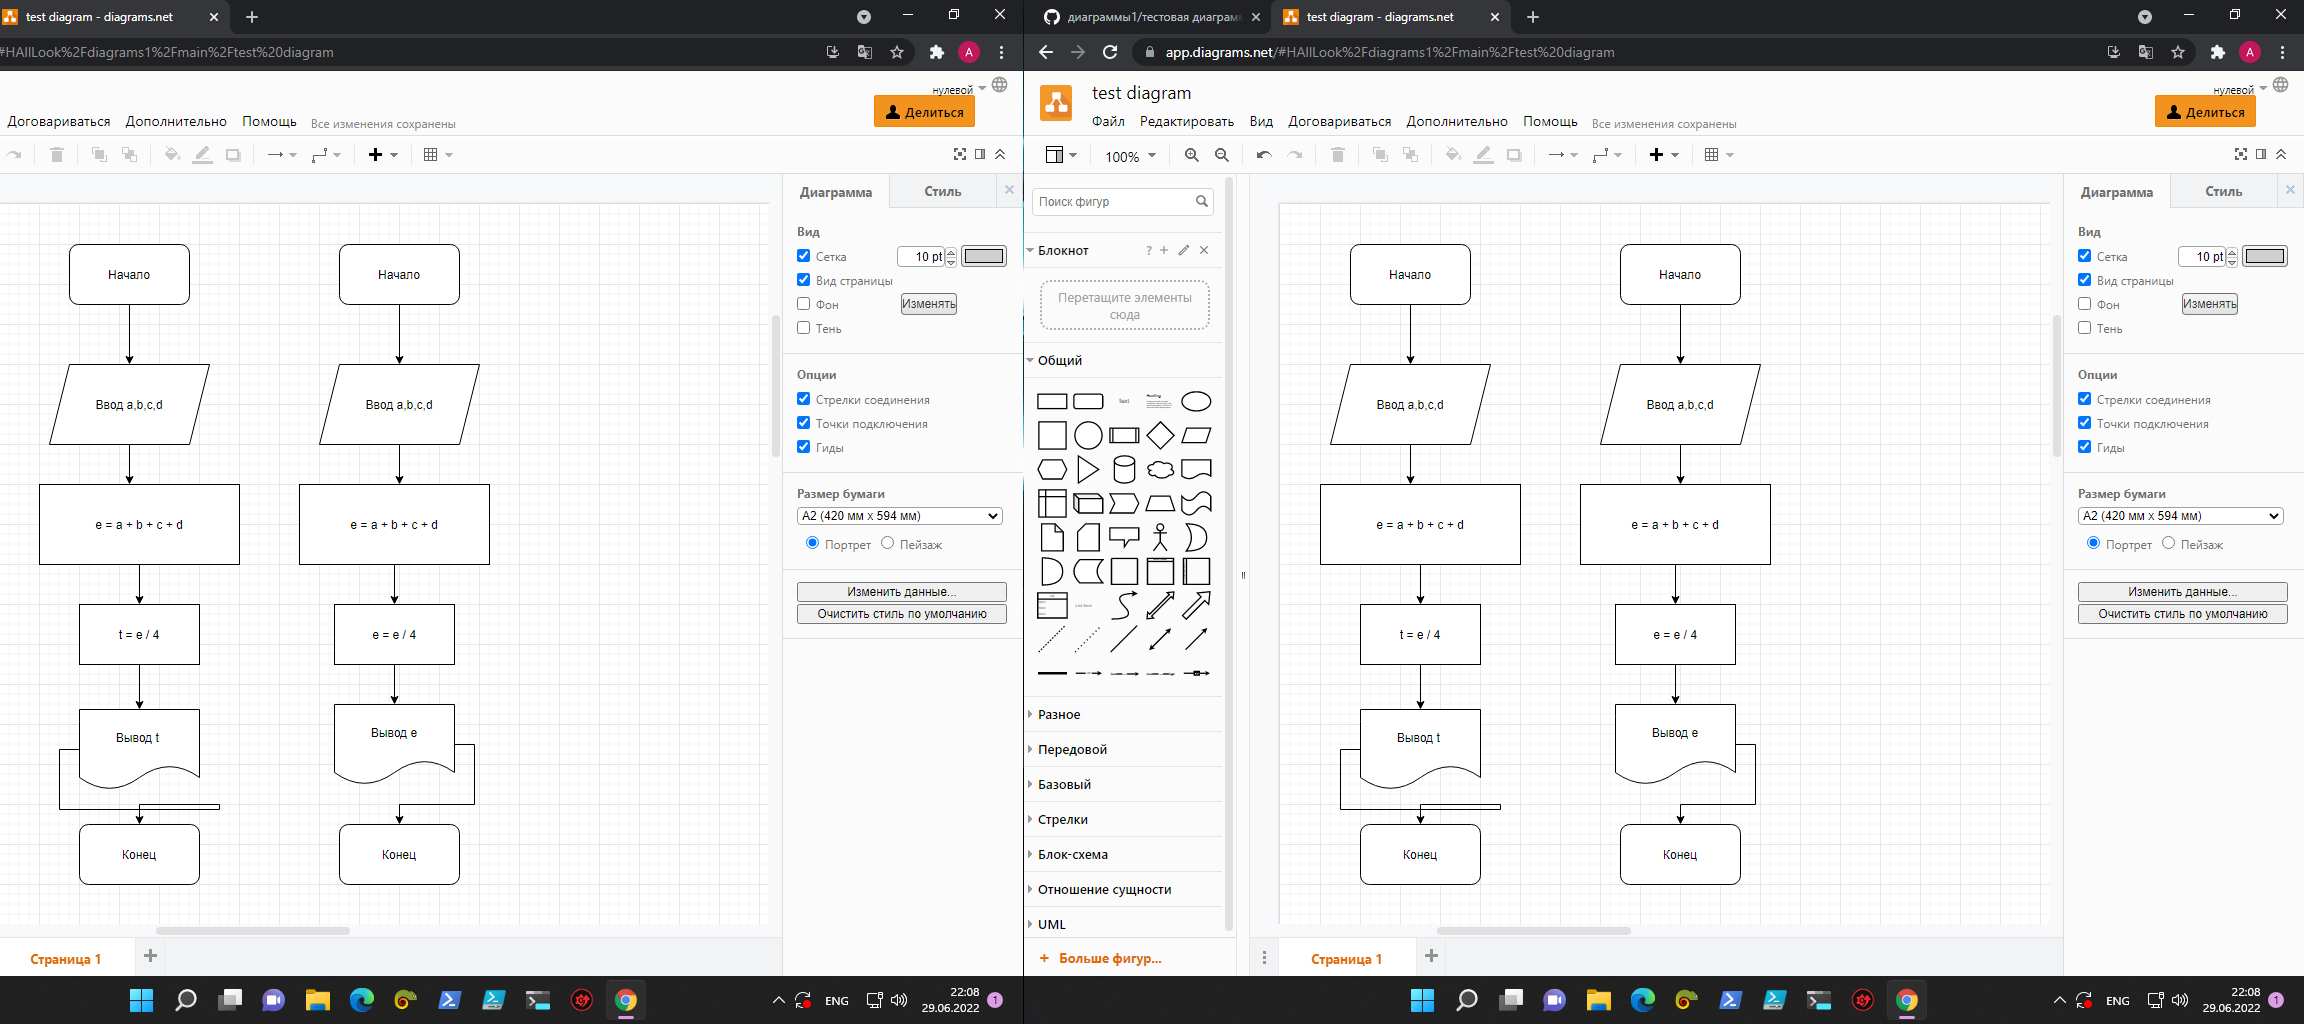 test diagram - diagrams.net
#HAllLook%2Fdiagrams1%2Fmain%2Ftest%20diagram
A
нулевой
Делиться
Договариваться Дополнительно Помощь Все изменения сохранены
Диаграмма Стиль
Вид
Сетка 10 pt
Вид страницы
Фон Изменять
Тень
Опции
Стрелки соединения
Точки подключения
Гиды
Размер бумаги
A2 (420 мм x 594 мм)
Портрет Пейзаж
Изменить данные...
Очистить стиль по умолчанию
Начало
Ввод a,b,c,d
e = a + b + c + d
t = e / 4
Вывод t
Конец
Начало
Ввод a,b,c,d
e = a + b + c + d
e = e / 4
Вывод e
Конец
Страница 1
ENG
22:08
29.06.2022
1
диаграммы1/тестовая диаграмм
test diagram - diagrams.net
app.diagrams.net/#HAllLook%2Fdiagrams1%2Fmain%2Ftest%20diagram
A
test diagram
нулевой
Делиться
Файл Редактировать Вид Договариваться Дополнительно Помощь Все изменения сохранены
100%
Поиск фигур
Блокнот ?
Перетащите элементы
сюда
Общий
Text
Heading
Разное
Передовой
Базовый
Стрелки
Блок-схема
Отношение сущности
UML
+ Больше фигур...
Начало
Ввод a,b,c,d
e = a + b + c + d
t = e / 4
Вывод t
Конец
Начало
Ввод a,b,c,d
e = a + b + c + d
e = e / 4
Вывод e
Конец
Страница 1
Диаграмма Стиль
Вид
Сетка 10 pt
Вид страницы
Фон Изменять
Тень
Опции
Стрелки соединения
Точки подключения
Гиды
Размер бумаги
A2 (420 мм x 594 мм)
Портрет Пейзаж
Изменить данные...
Очистить стиль по умолчанию
ENG
22:08
29.06.2022
1